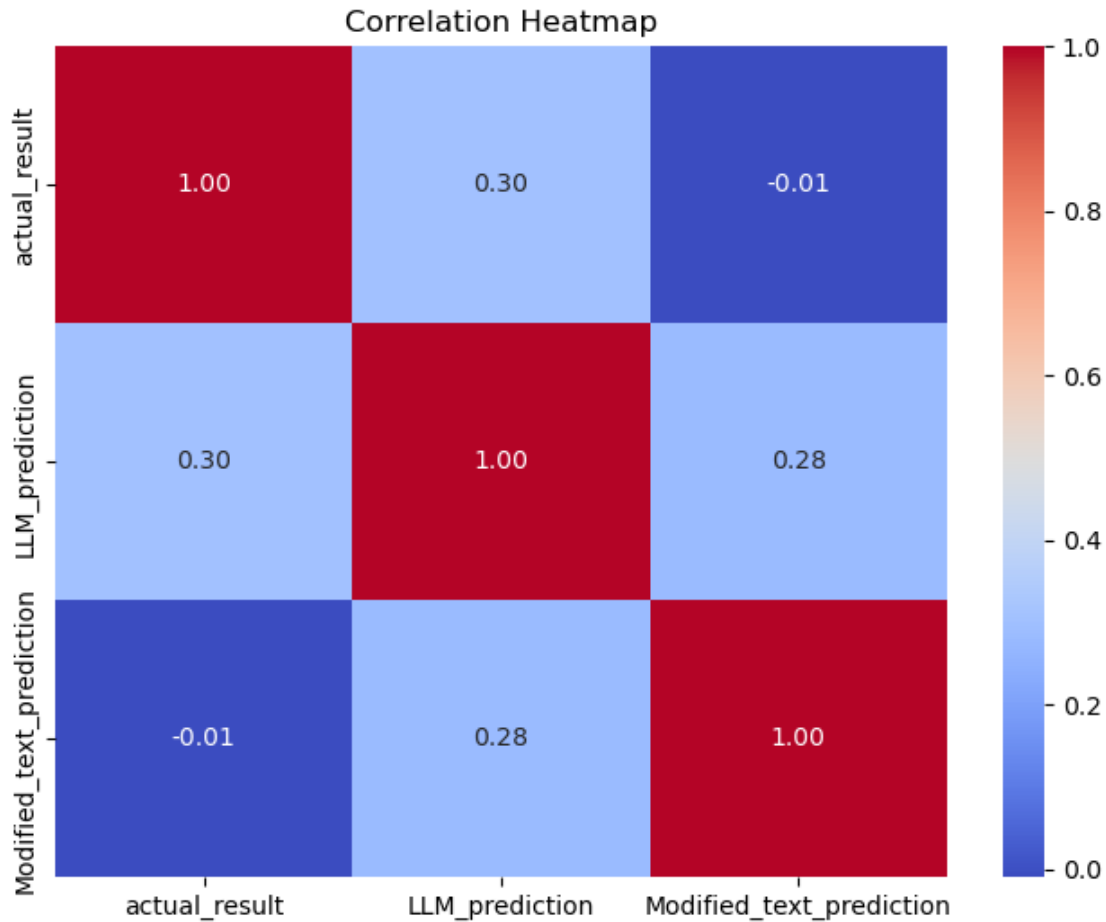 Correlation Heatmap
actual_result
1.00
0.30
-0.01
LLM_prediction
0.30
1.00
0.28
Modified_text_prediction
-0.01
0.28
1.00
actual_result
LLM_prediction
Modified_text_prediction
1.0
0.8
0.6
0.4
0.2
0.0